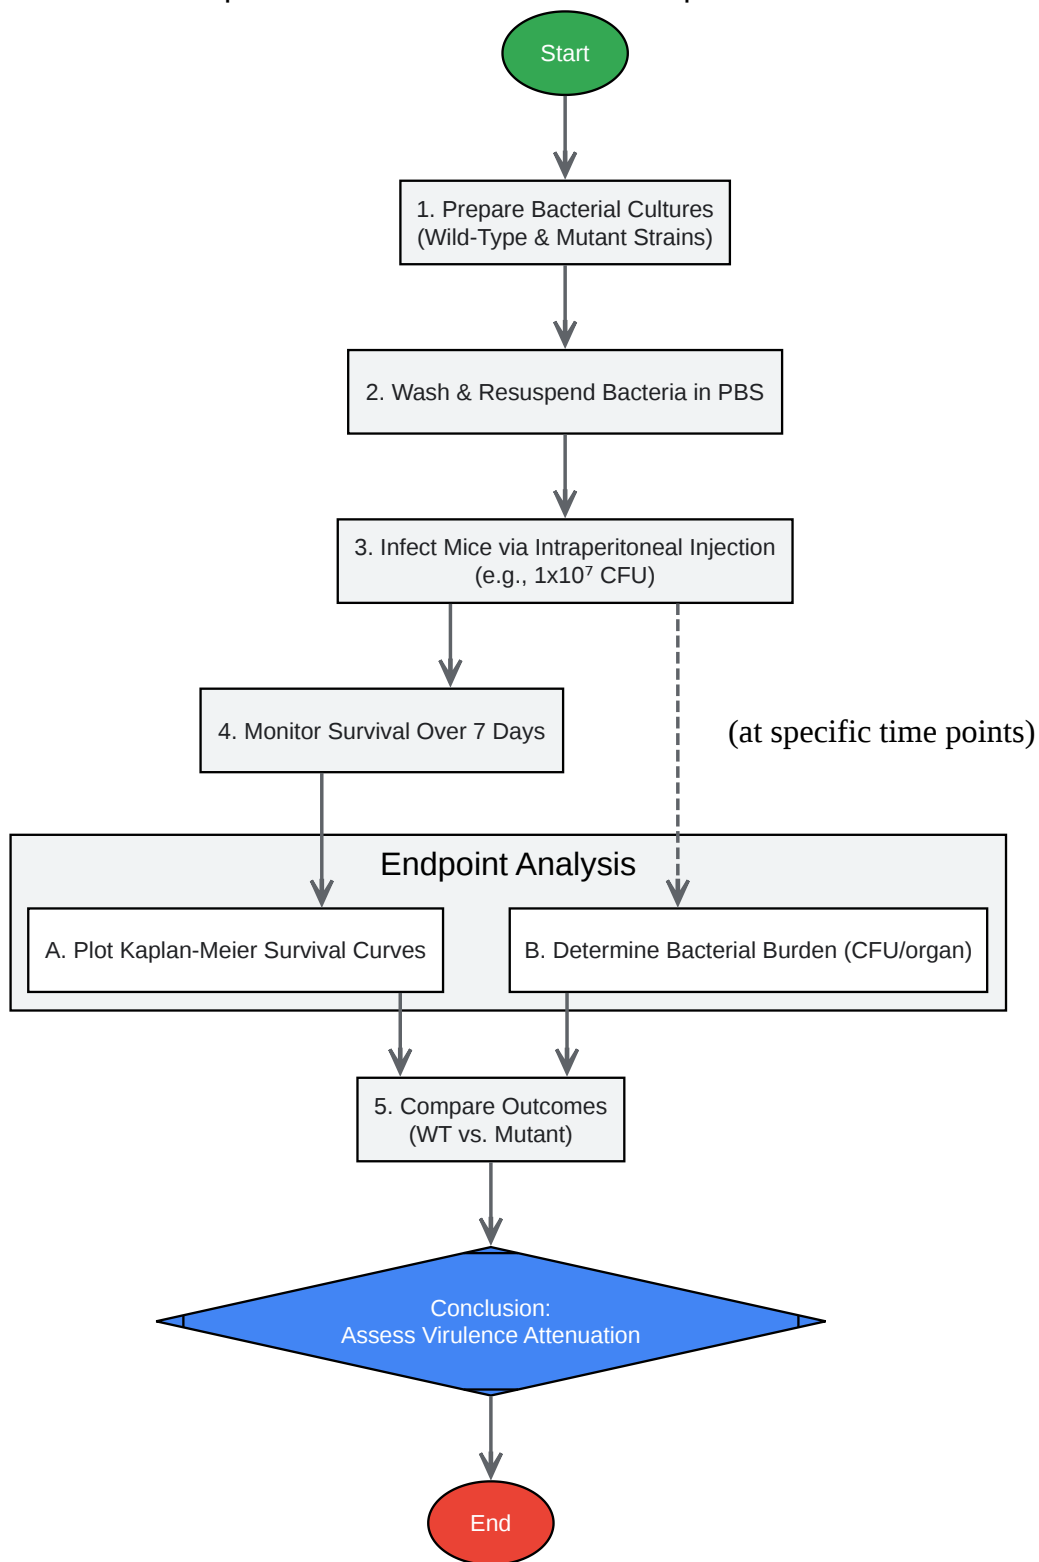 Start
1. Prepare Bacterial Cultures
(Wild-Type & Mutant Strains)
2. Wash & Resuspend Bacteria in PBS
3. Infect Mice via Intraperitoneal Injection
(e.g., 1x10⁷ CFU)
4. Monitor Survival Over 7 Days
(at specific time points)
Endpoint Analysis
A. Plot Kaplan-Meier Survival Curves
B. Determine Bacterial Burden (CFU/organ)
5. Compare Outcomes
(WT vs. Mutant)
Conclusion:
Assess Virulence Attenuation
End